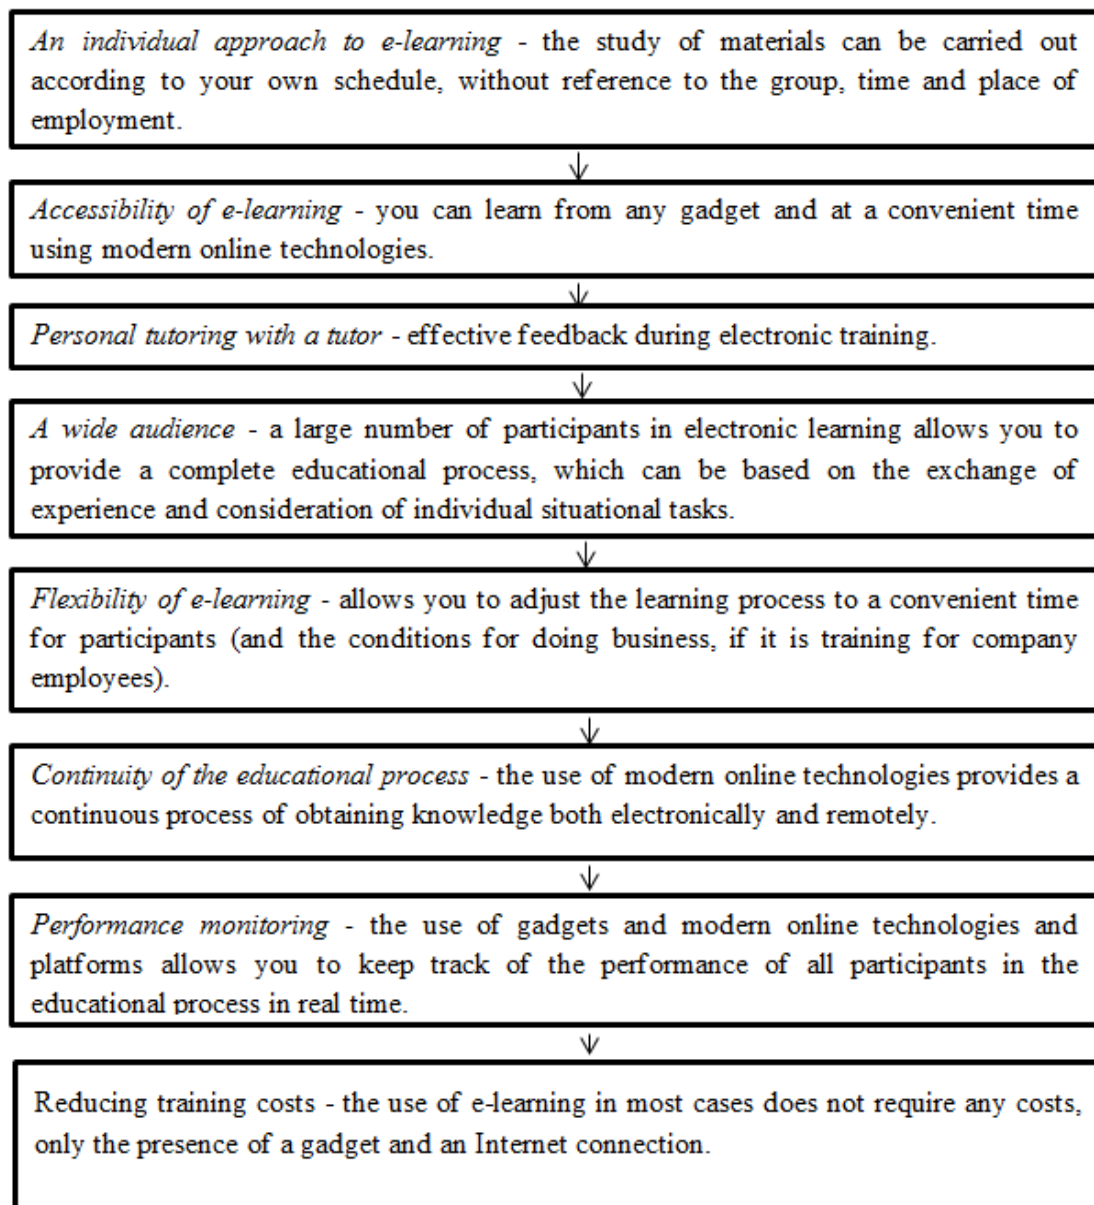 An individual approach to e-learning - the study of materials can be carried out
according to your own schedule, without reference to the group, time and place of
employment.
Accessibility of e-learning - you can learn from any gadget and at a convenient time
using modern online technologies.
Personal tutoring with a tutor - effective feedback during electronic training.
A wide audience - a large number of participants in electronic learning allows you to
provide a complete educational process, which can be based on the exchange of
experience and consideration of individual situational tasks.
Flexibility of e-learning - allows you to adjust the learning process to a convenient time
for participants (and the conditions for doing business, if it is training for company
employees).
Continuity of the educational process - the use of modern online technologies provides a
continuous process of obtaining knowledge both electronically and remotely.
Performance monitoring - the use of gadgets and modern online technologies and
platforms allows you to keep track of the performance of all participants in the
educational process in real time.
Reducing training costs - the use of e-learning in most cases does not require any costs,
only the presence of a gadget and an Internet connection.